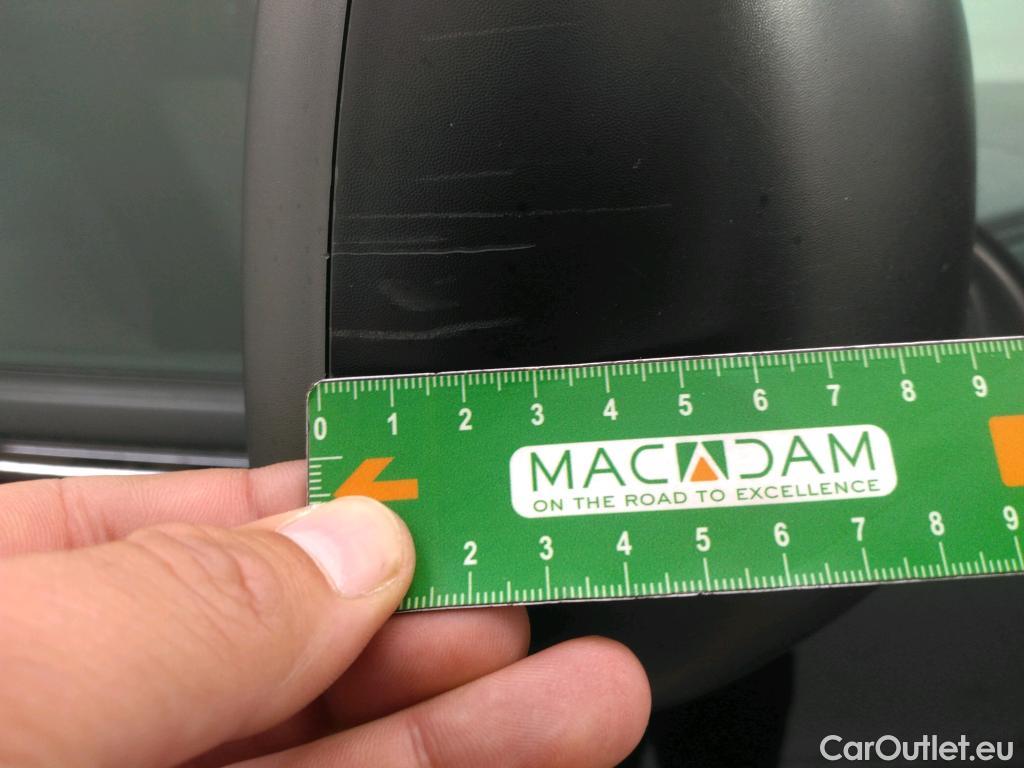 0 1 2 3 4 5 6 7 8 9
MACADAM
ON THE ROAD TO EXCELLENCE
2 3 4 5 6 7 8 9
CarOutlet.eu